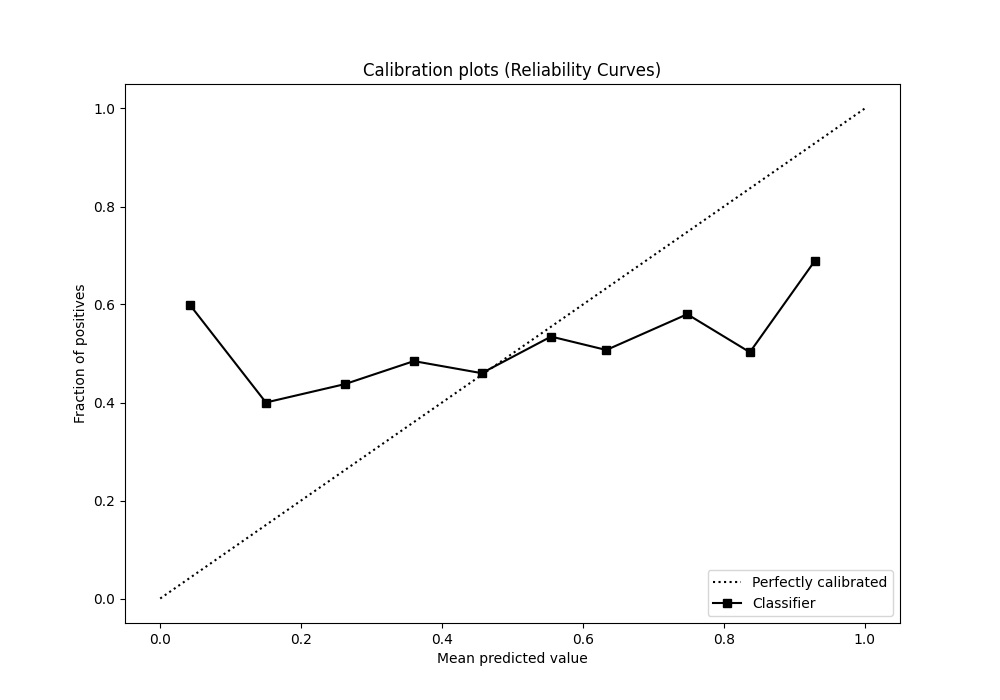 Calibration plots (Reliability Curves)
1.0
0.8
0.6
0.4
0.2
0.0
Fraction of positives
0.0 0.2 0.4 0.6 0.8 1.0
Mean predicted value
Perfectly calibrated
Classifier